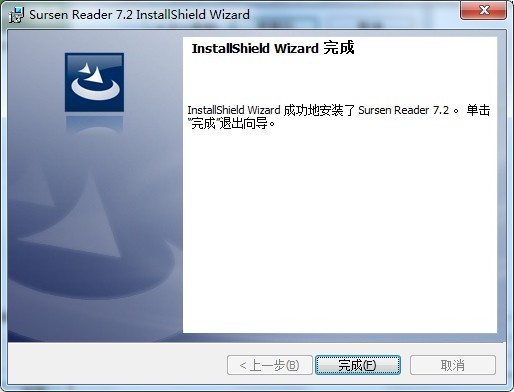 Sursen Reader 7.2 InstallShield Wizard
InstallShield Wizard 完成
InstallShield Wizard 成功地安装了 Sursen Reader 7.2 。 单击
“完成”退出向导。
< 上一步(B)
完成(F)
取消